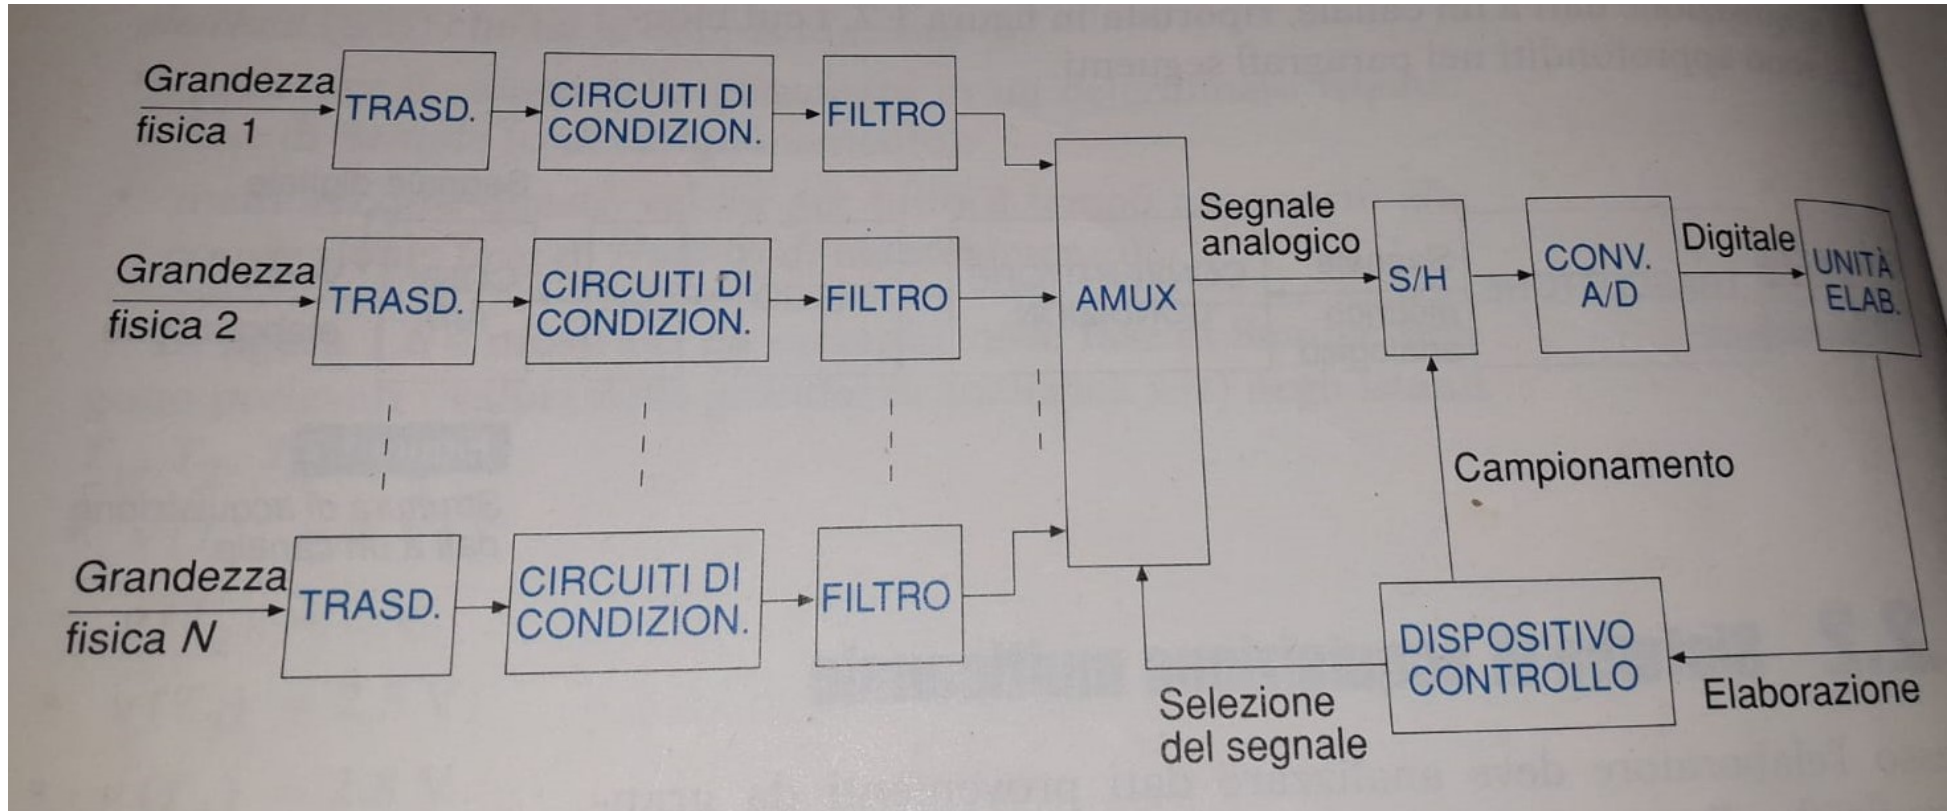 Grandezza
fisica 1
TRASD.
CIRCUITI DI
CONDIZION.
FILTRO
Grandezza
fisica 2
TRASD.
CIRCUITI DI
CONDIZION.
FILTRO
Grandezza
fisica N
TRASD.
CIRCUITI DI
CONDIZION.
FILTRO
AMUX
Segnale
analogico
S/H
CONV.
A/D
Digitale
UNITÀ
ELAB.
Campionamento
DISPOSITIVO
CONTROLLO
Elaborazione
Selezione
del segnale